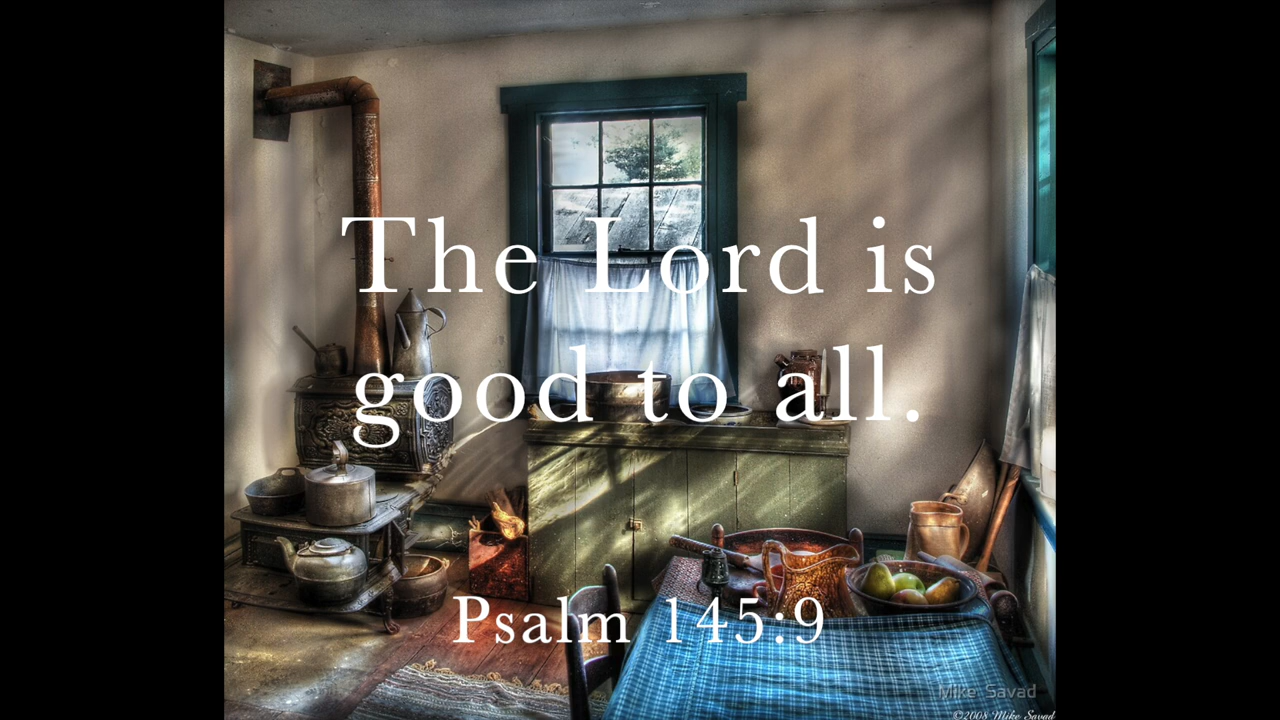 The Lord is
good to all.
Psalm 145:9
Mike Savad
©2008 Mike Savad